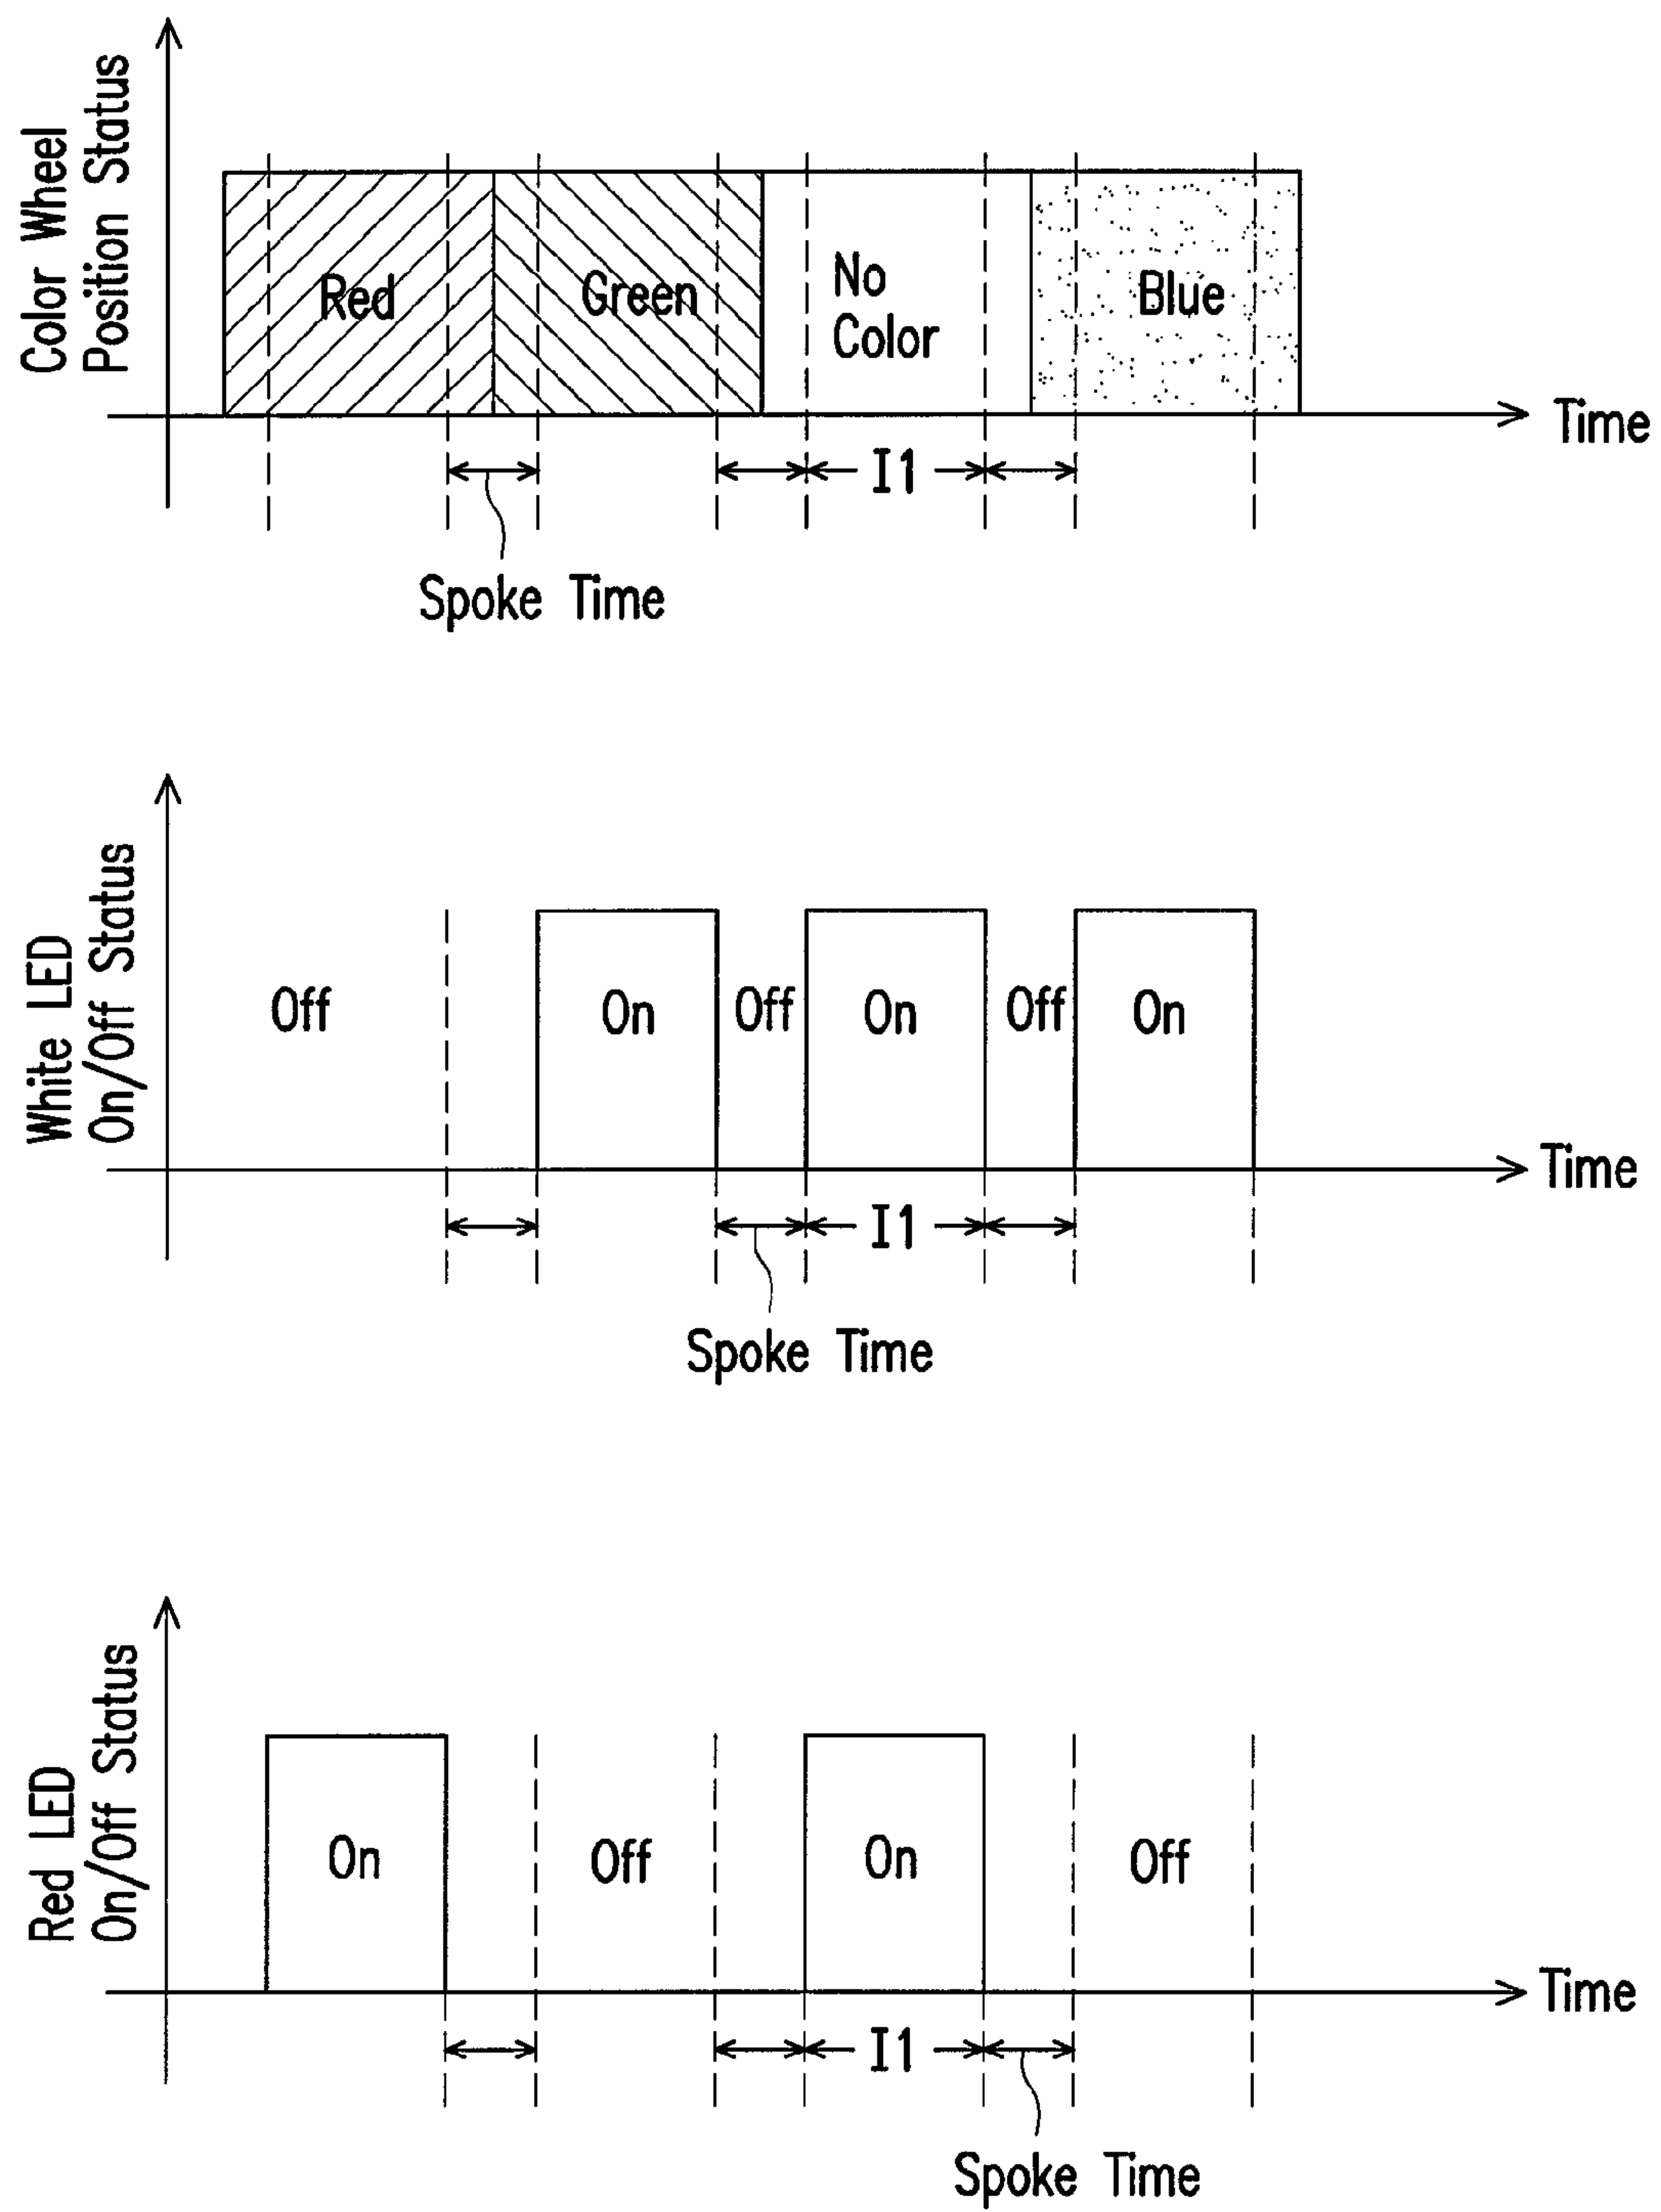 Color Wheel
Position Status
Red
Green
No
Color
Blue
Time
I1
Spoke Time
White LED
On/Off Status
Off
On
Off
On
Off
On
Time
I1
Spoke Time
Red LED
On/Off Status
On
Off
On
Off
Time
I1
Spoke Time